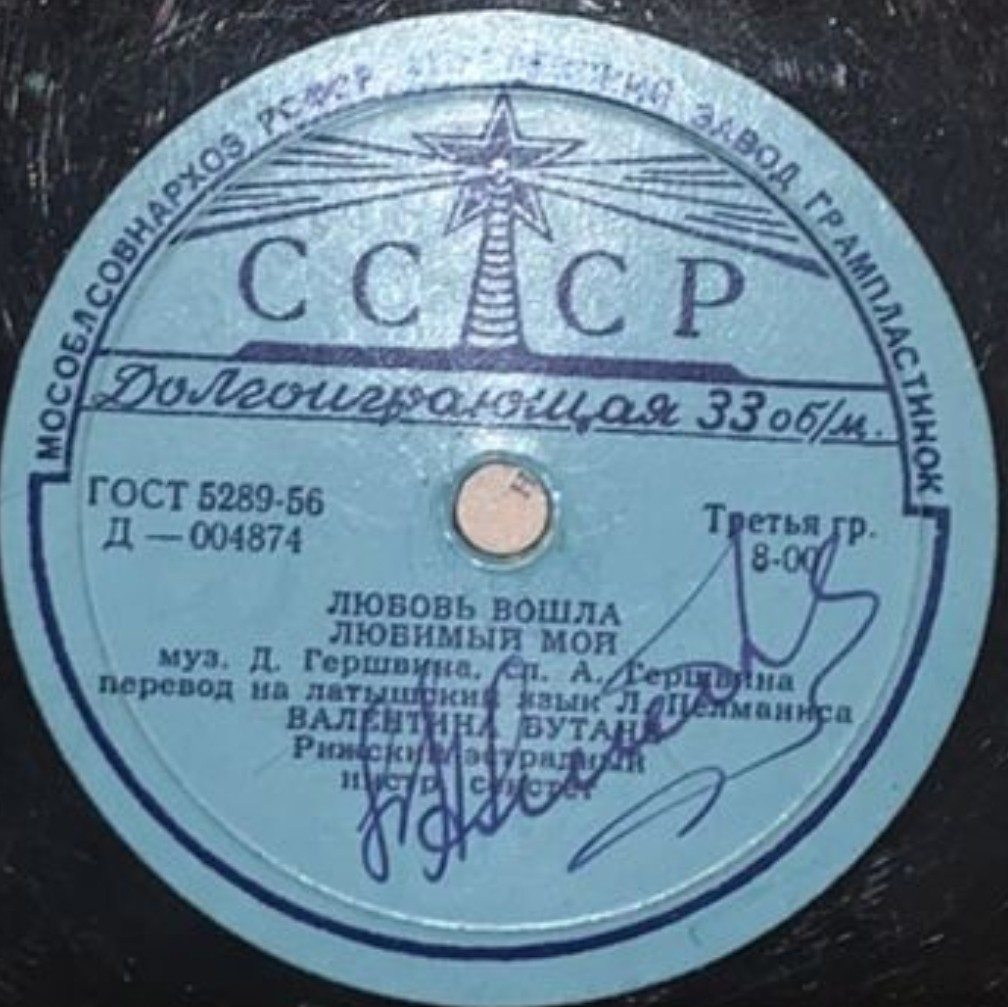 МОСОБЛСОВНАРХОЗ РСФСР ЗАВОД ГРАМПЛАСТИНОК
СССР
Долгоиграющая 33 об/м.
ГОСТ 5289-56
Д — 004874
Третья гр.
8-00
ЛЮБОВЬ ВОШЛА
ЛЮБИМЫЙ МОЙ
муз. Д. Гершвина, сл. А. Гершвина
перевод на латышский язык Л. Пелманиса
ВАЛЕНТИНА БУТАНЕ
Рижский эстрадный
инстр. секстет